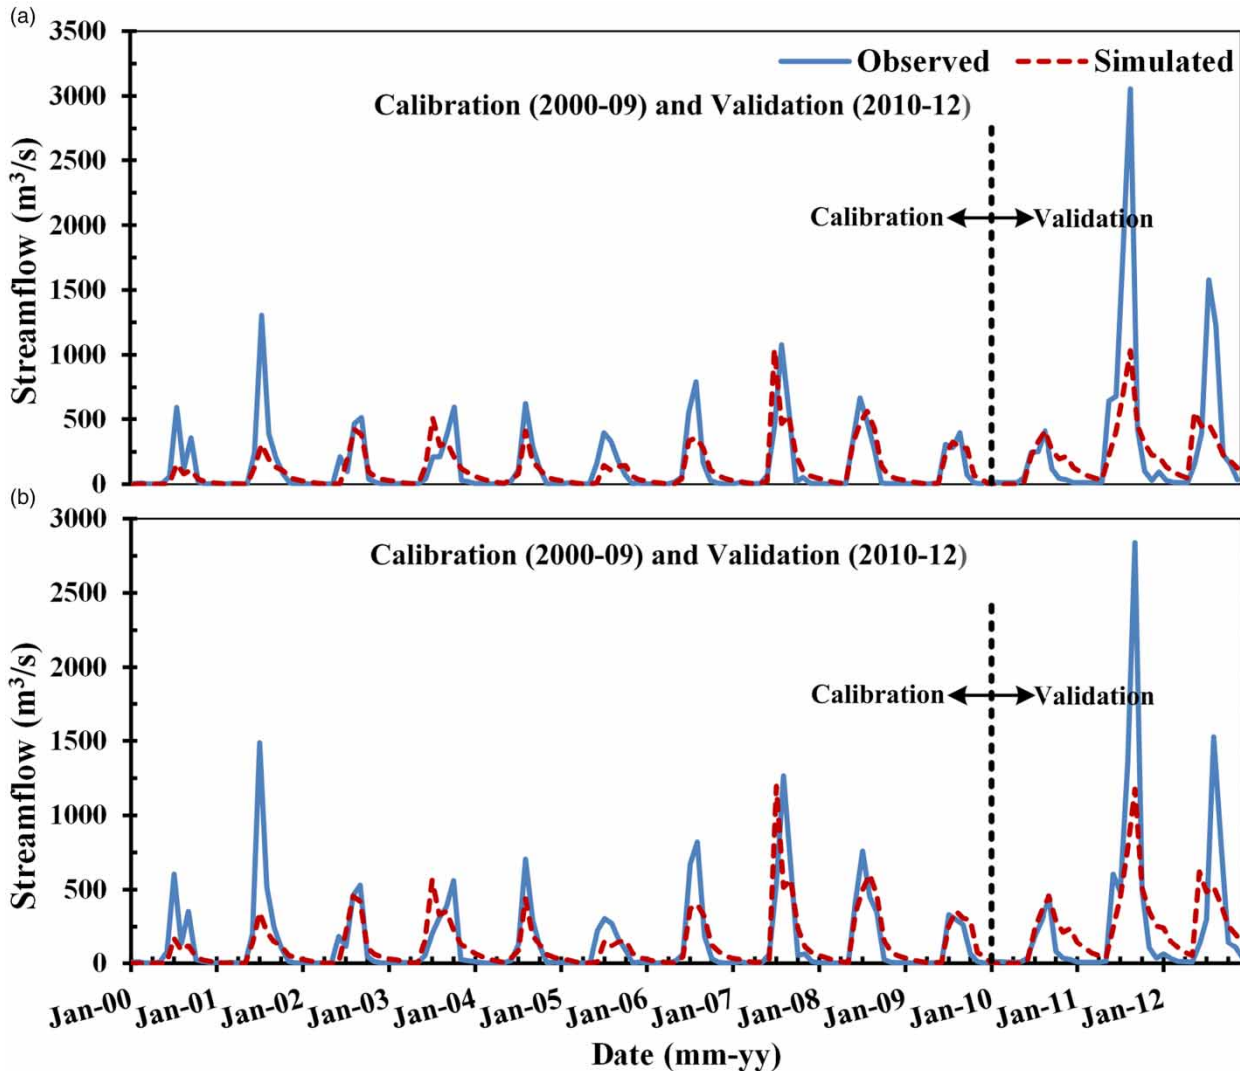 (a)
3500
Observed Simulated
3000
Calibration (2000-09) and Validation (2010-12)
2500
2000
Calibration Validation
1500
1000
500
0
Streamflow (m³/s)
(b)
3000
Calibration (2000-09) and Validation (2010-12)
2500
2000
Calibration Validation
1500
1000
500
0
Streamflow (m³/s)
Jan-00 Jan-01 Jan-02 Jan-03 Jan-04 Jan-05 Jan-06 Jan-07 Jan-08 Jan-09 Jan-10 Jan-11 Jan-12
Date (mm-yy)